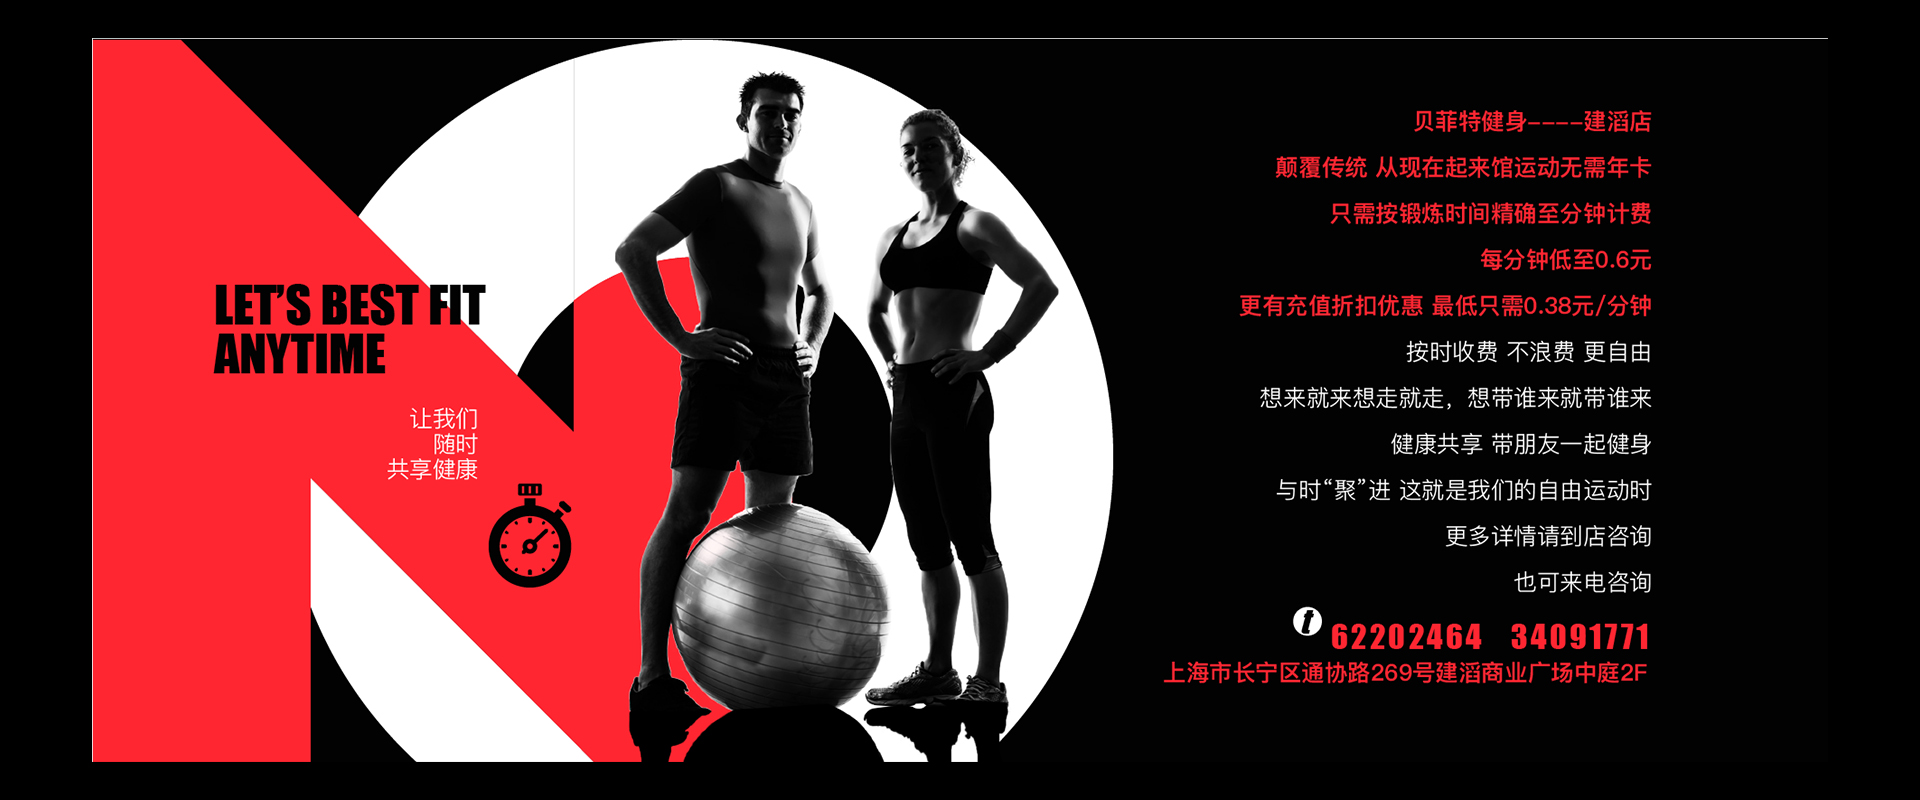 LET'S BEST FIT
ANYTIME
让我们
随时
共享健康
贝菲特健身----建滔店
颠覆传统 从现在起来馆运动无需年卡
只需按锻炼时间精确至分钟计费
每分钟低至0.6元
更有充值折扣优惠 最低只需0.38元/分钟
按时收费 不浪费 更自由
想来就来想走就走，想带谁来就带谁来
健康共享 带朋友一起健身
与时“聚”进 这就是我们的自由运动时
更多详情请到店咨询
也可来电咨询
t 62202464 34091771
上海市长宁区通协路269号建滔商业广场中庭2F